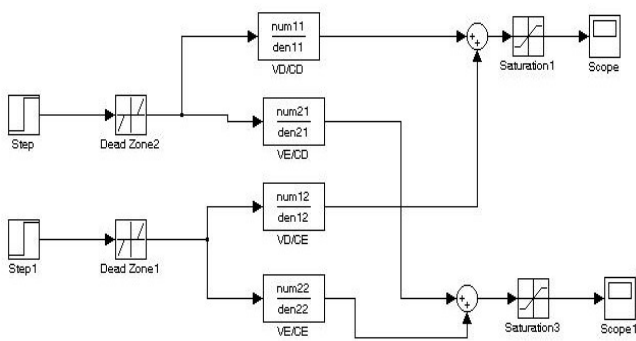 num11
den11
VD/CD
Saturation1
Scope
num21
den21
VE/CD
Step
Dead Zone2
num12
den12
VD/CE
Step1
Dead Zone1
num22
den22
VE/CE
Saturation3
Scope1